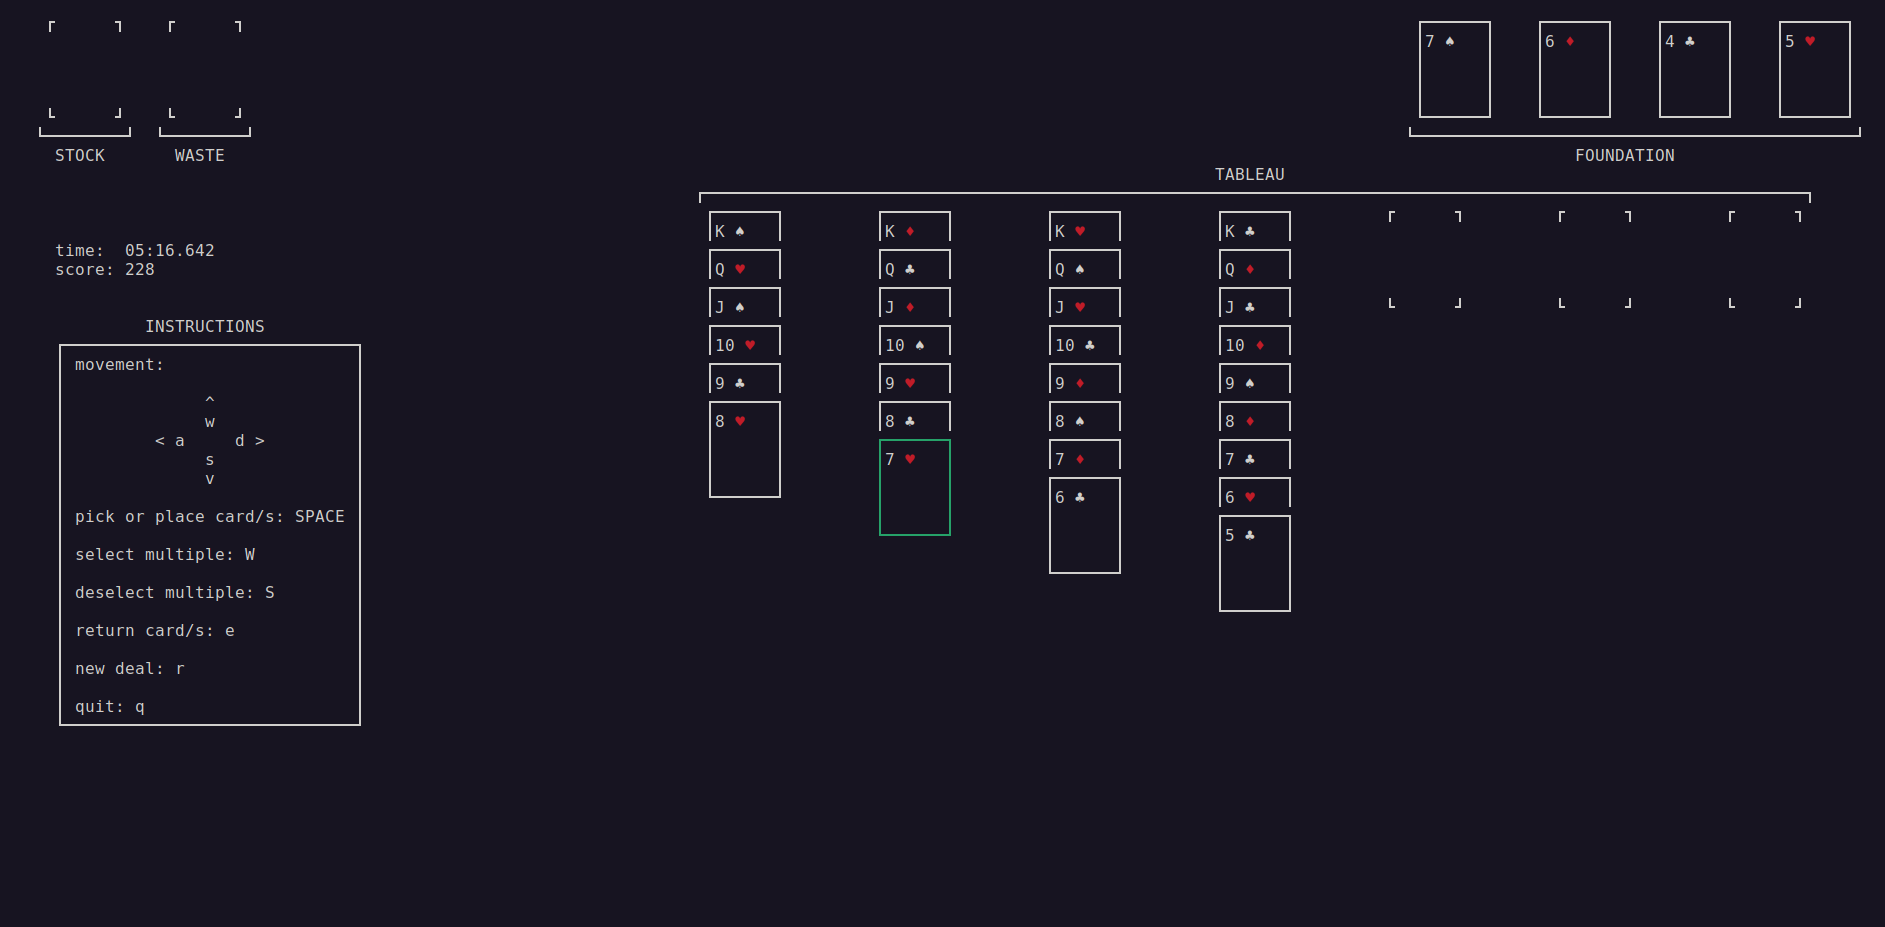 7 ♠ 6 ♦ 4 ♣ 5 ♥
STOCK WASTE FOUNDATION
TABLEAU
K ♠ K ♦ K ♥ K ♣
time: 05:16.642
score: 228
Q ♥ Q ♣ Q ♠ Q ♦
J ♠ J ♦ J ♥ J ♣
INSTRUCTIONS
10 ♥ 10 ♠ 10 ♣ 10 ♦
movement:
9 ♣ 9 ♥ 9 ♦ 9 ♠
^
w
8 ♥ 8 ♣ 8 ♠ 8 ♦
< a d >
s
7 ♥ 7 ♦ 7 ♣
v
6 ♣ 6 ♥
pick or place card/s: SPACE
5 ♣
select multiple: W
deselect multiple: S
return card/s: e
new deal: r
quit: q